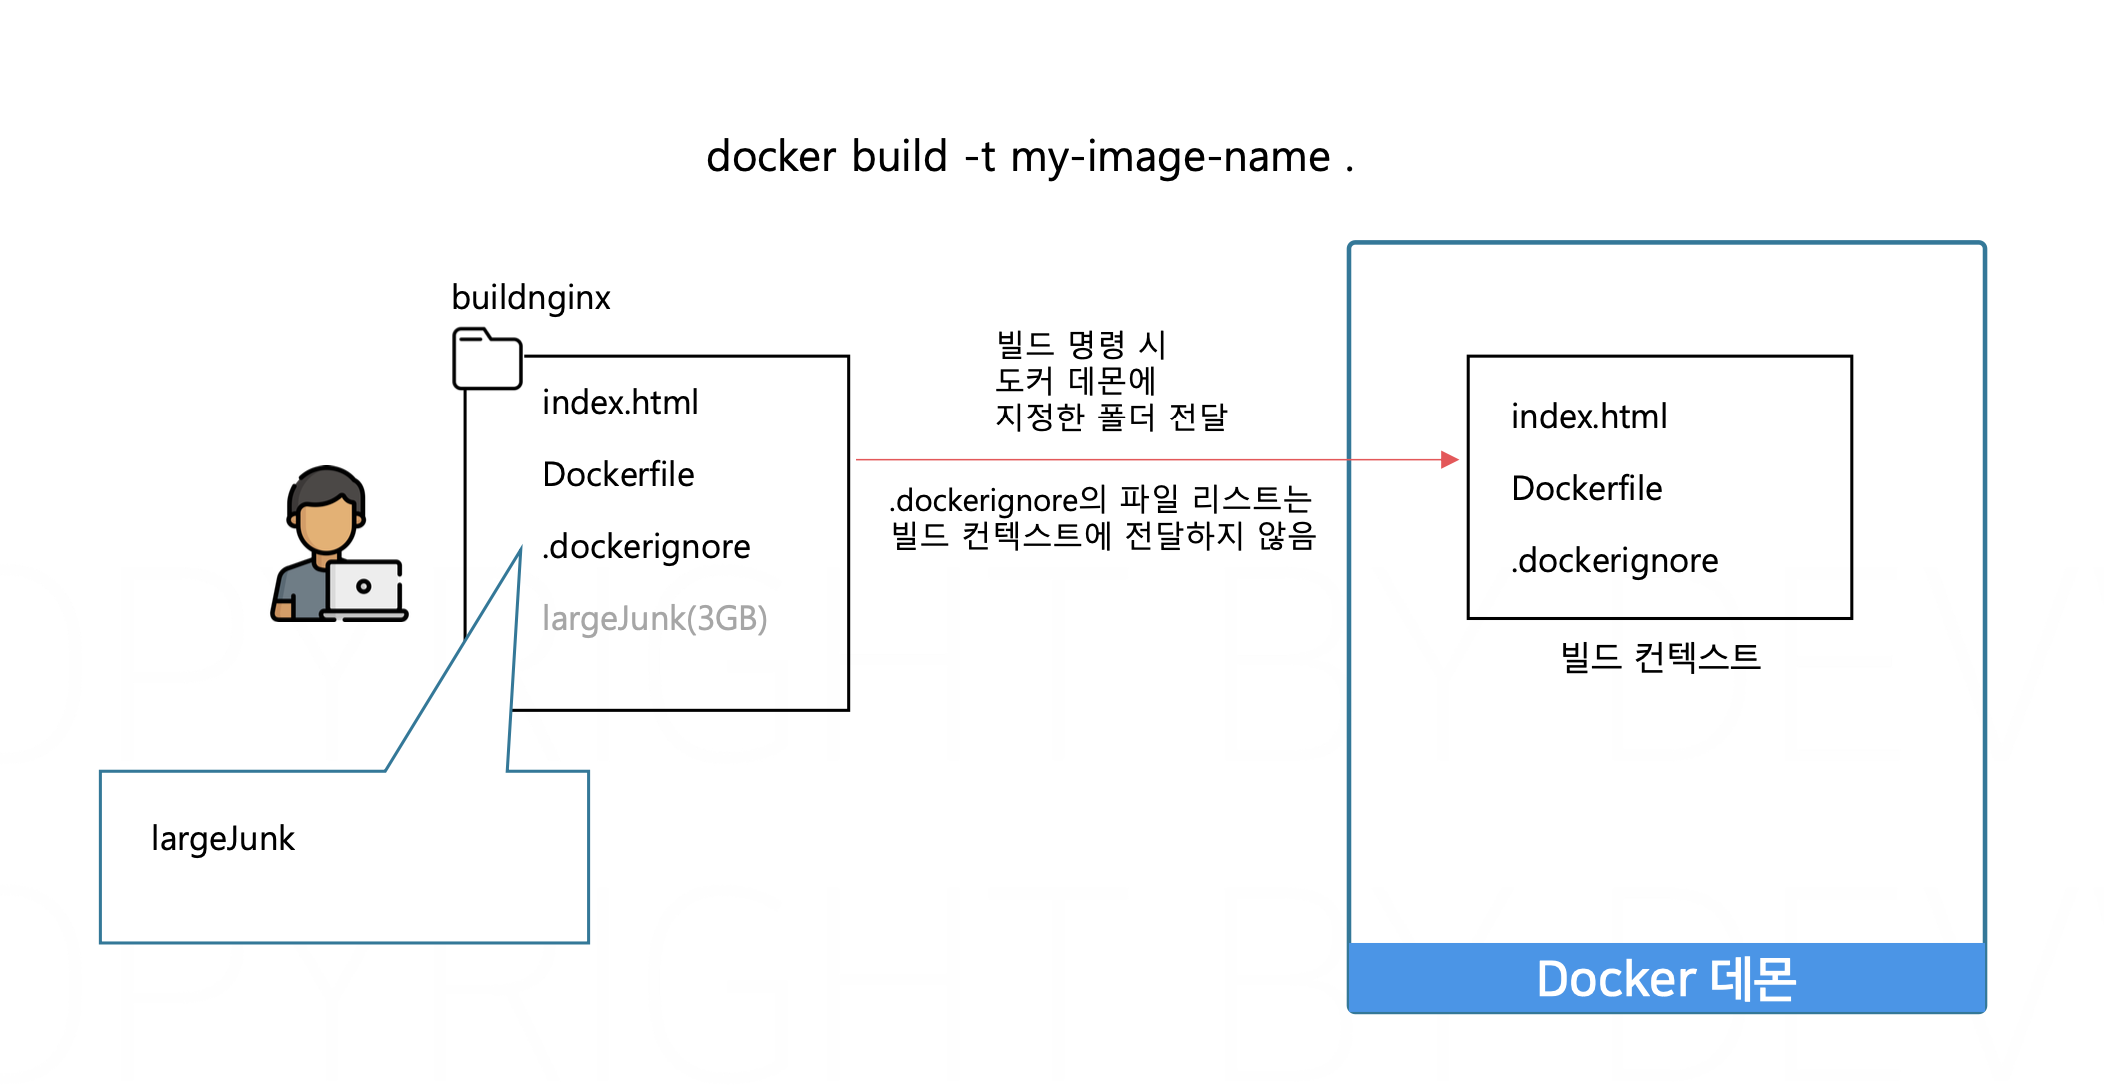 docker build -t my-image-name .
buildnginx
index.html
Dockerfile
.dockerignore
largeJunk(3GB)
largeJunk
빌드 명령 시
도커 데몬에
지정한 폴더 전달
.dockerignore의 파일 리스트는
빌드 컨텍스트에 전달하지 않음
index.html
Dockerfile
.dockerignore
빌드 컨텍스트
Docker 데몬